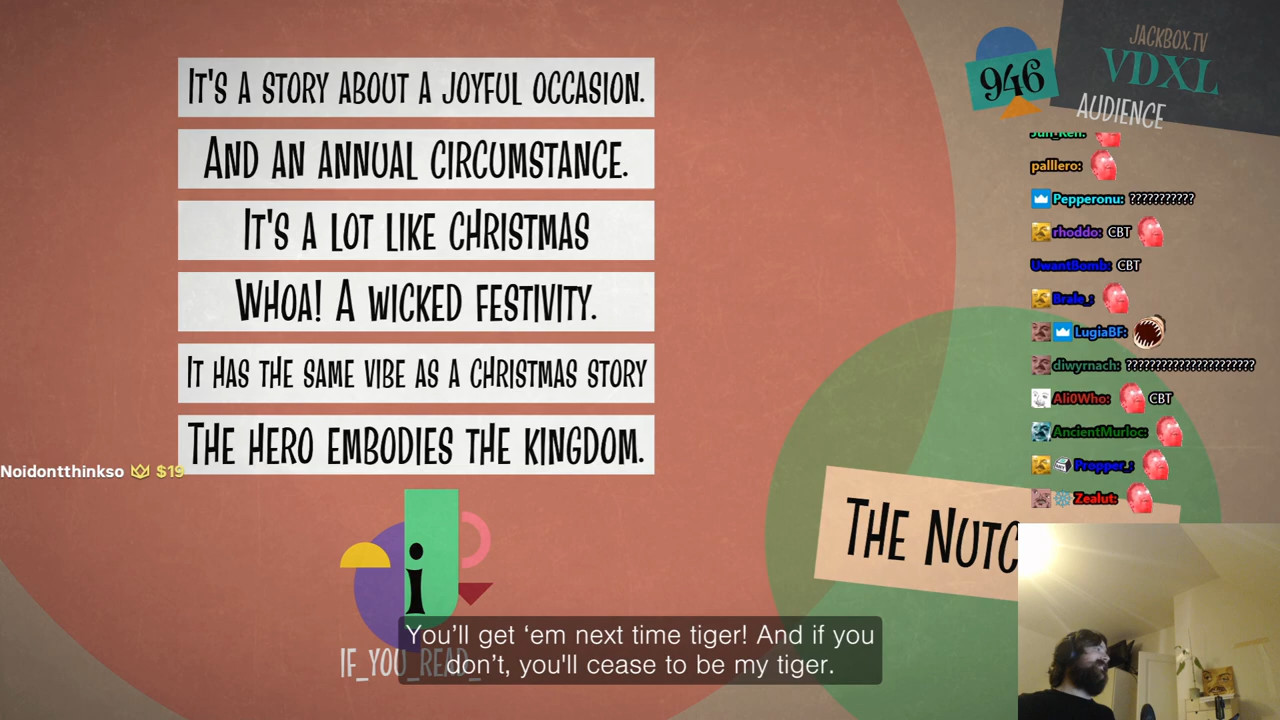 It's a story about a joyful occasion.
And an annual circumstance.
It's a lot like Christmas
Whoa! A wicked festivity.
It has the same vibe as a Christmas story
The hero embodies the kingdom.
Noidontthinkso $19
i
IF_YOU_READ_
You'll get ‘em next time tiger! And if you
don’t, you'll cease to be my tiger.
The Nutc
946
JACKBOX.TV
VDXL
AUDIENCE
palllero:
Pepperonu: ???????????
rhoddo: CBT
UwantBomb: CBT
Brale_:
LugiaBF:
diwyrnach: ??????????????????????
Ali0Who: CBT
AncientMurloc:
Propper_:
Zealut: